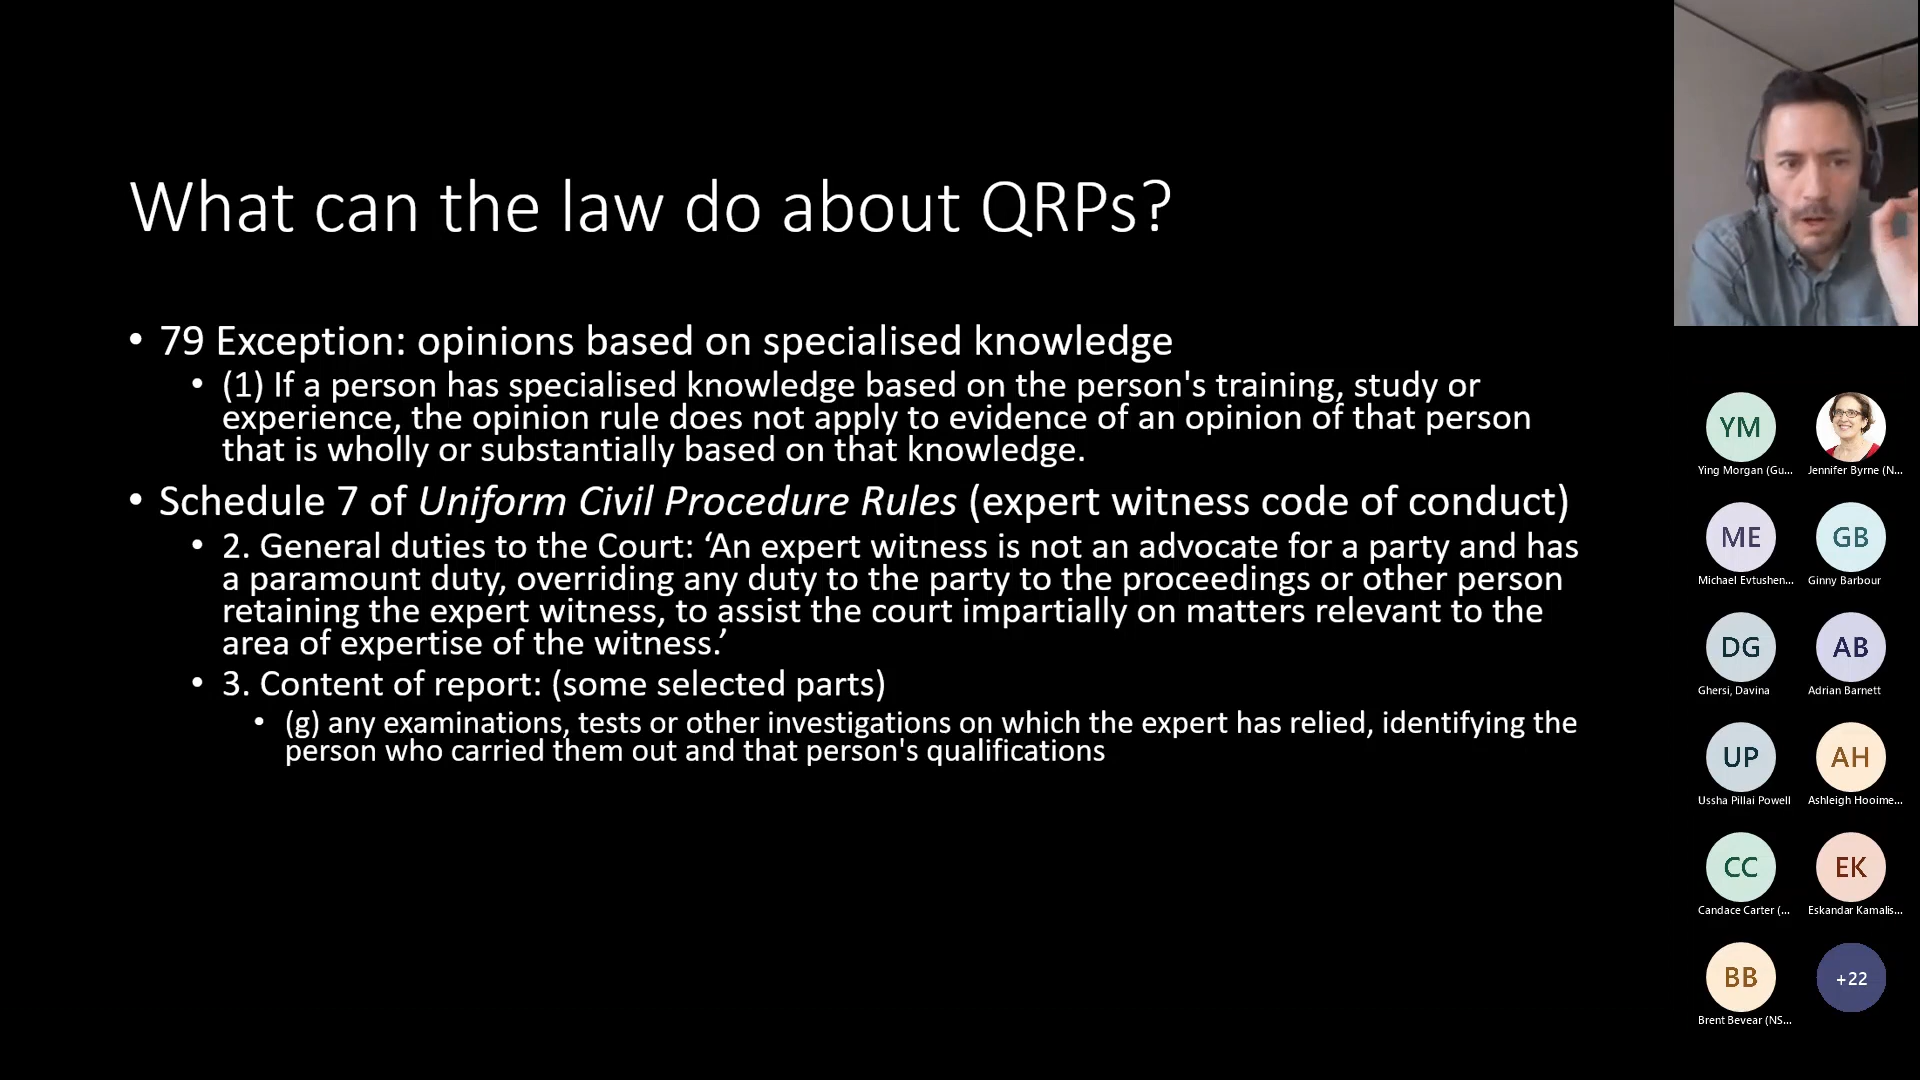 What can the law do about QRPs?
• 79 Exception: opinions based on specialised knowledge
• (1) If a person has specialised knowledge based on the person's training, study or
experience, the opinion rule does not apply to evidence of an opinion of that person
that is wholly or substantially based on that knowledge.
• Schedule 7 of Uniform Civil Procedure Rules (expert witness code of conduct)
• 2. General duties to the Court: ‘An expert witness is not an advocate for a party and has
a paramount duty, overriding any duty to the party to the proceedings or other person
retaining the expert witness, to assist the court impartially on matters relevant to the
area of expertise of the witness.’
• 3. Content of report: (some selected parts)
• (g) any examinations, tests or other investigations on which the expert has relied, identifying the
person who carried them out and that person's qualifications
YM
Ying Morgan (Gu... Jennifer Byrne (N...
ME GB
Michael Evtushen... Ginny Barbour
DG AB
Ghersi, Davina Adrian Barnett
UP AH
Ussha Pillai Powell Ashleigh Hooime...
CC EK
Candace Carter (... Eskandar Kamalis...
BB +22
Brent Bevear (NS...